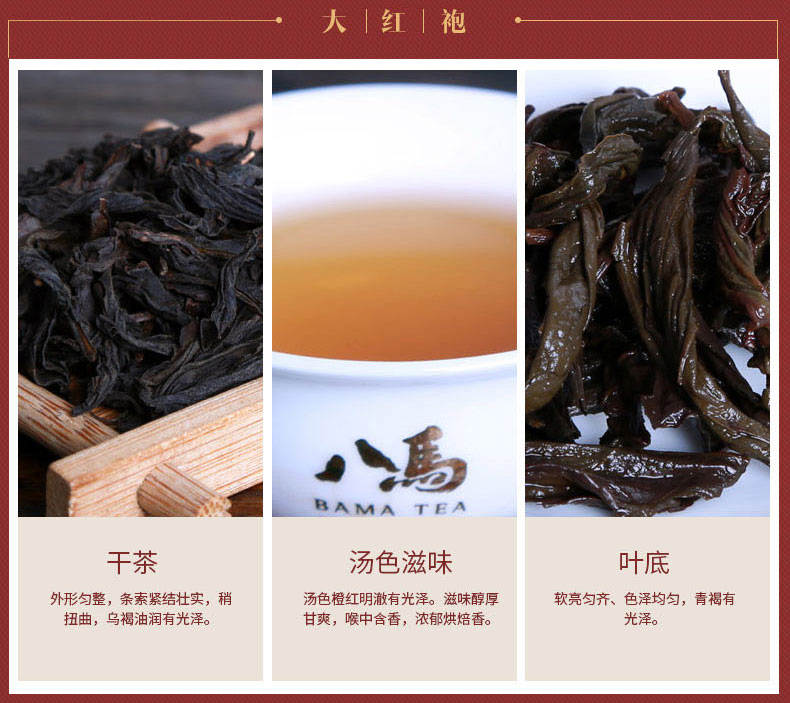 大红袍
八馬
BAMA TEA
干茶
外形匀整，条索紧结壮实，稍
扭曲，乌褐油润有光泽。
汤色滋味
汤色橙红明澈有光泽。滋味醇厚
甘爽，喉中含香，浓郁烘焙香。
叶底
软亮匀齐、色泽均匀，青褐有
光泽。